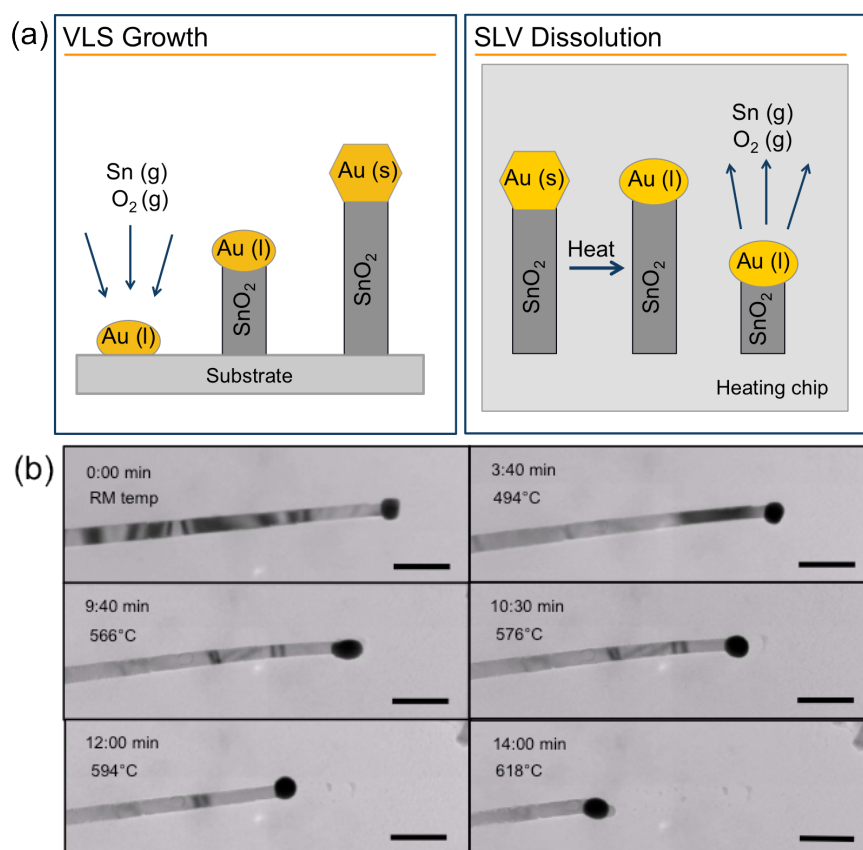 (a)
VLS Growth
Sn (g)
O₂ (g)
Au (l)
Au (l)
SnO₂
Au (s)
SnO₂
Substrate
SLV Dissolution
Au (s)
SnO₂
Heat
Au (l)
SnO₂
Sn (g)
O₂ (g)
Au (l)
SnO₂
Heating chip
(b)
0:00 min
RM temp
3:40 min
494°C
9:40 min
566°C
10:30 min
576°C
12:00 min
594°C
14:00 min
618°C